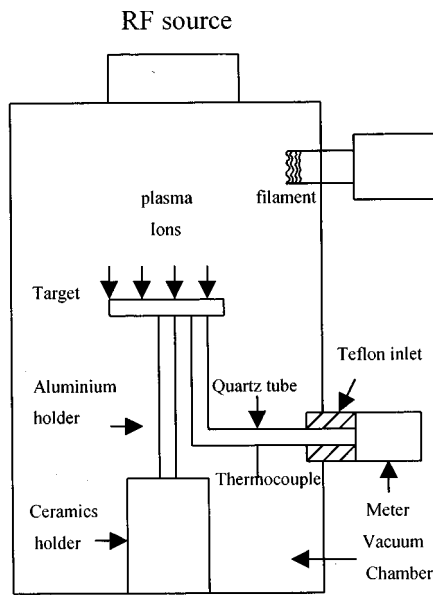 RF source
plasma
Ions
filament
Target
Teflon inlet
Aluminium
holder
Quartz tube
Thermocouple
Ceramics
holder
Meter
Vacuum
Chamber